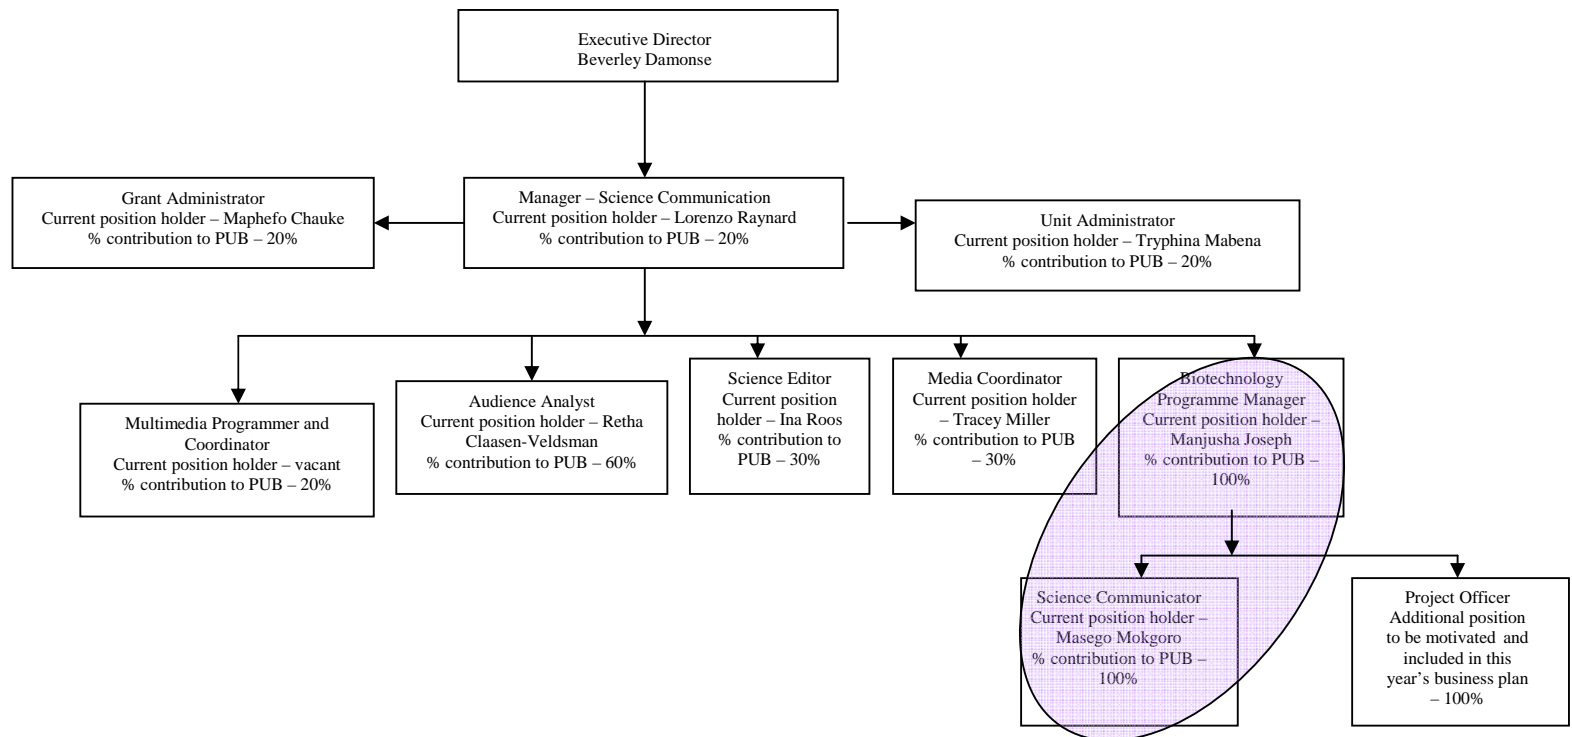 Executive Director
Beverley Damonse
Grant Administrator
Current position holder – Maphefo Chauke
% contribution to PUB – 20%
Manager – Science Communication
Current position holder – Lorenzo Raynard
% contribution to PUB – 20%
Unit Administrator
Current position holder – Tryphina Mabena
% contribution to PUB – 20%
Multimedia Programmer and
Coordinator
Current position holder – vacant
% contribution to PUB – 20%
Audience Analyst
Current position holder – Retha
Claasen-Veldsman
% contribution to PUB – 60%
Science Editor
Current position
holder – Ina Roos
% contribution to
PUB – 30%
Media Coordinator
Current position holder
– Tracey Miller
% contribution to PUB
– 30%
Biotechnology
Programme Manager
Current position holder –
Manjusha Joseph
% contribution to PUB –
100%
Science Communicator
Current position holder –
Masego Mokgoro
% contribution to PUB –
100%
Project Officer
Additional position
to be motivated and
included in this
year's business plan
– 100%